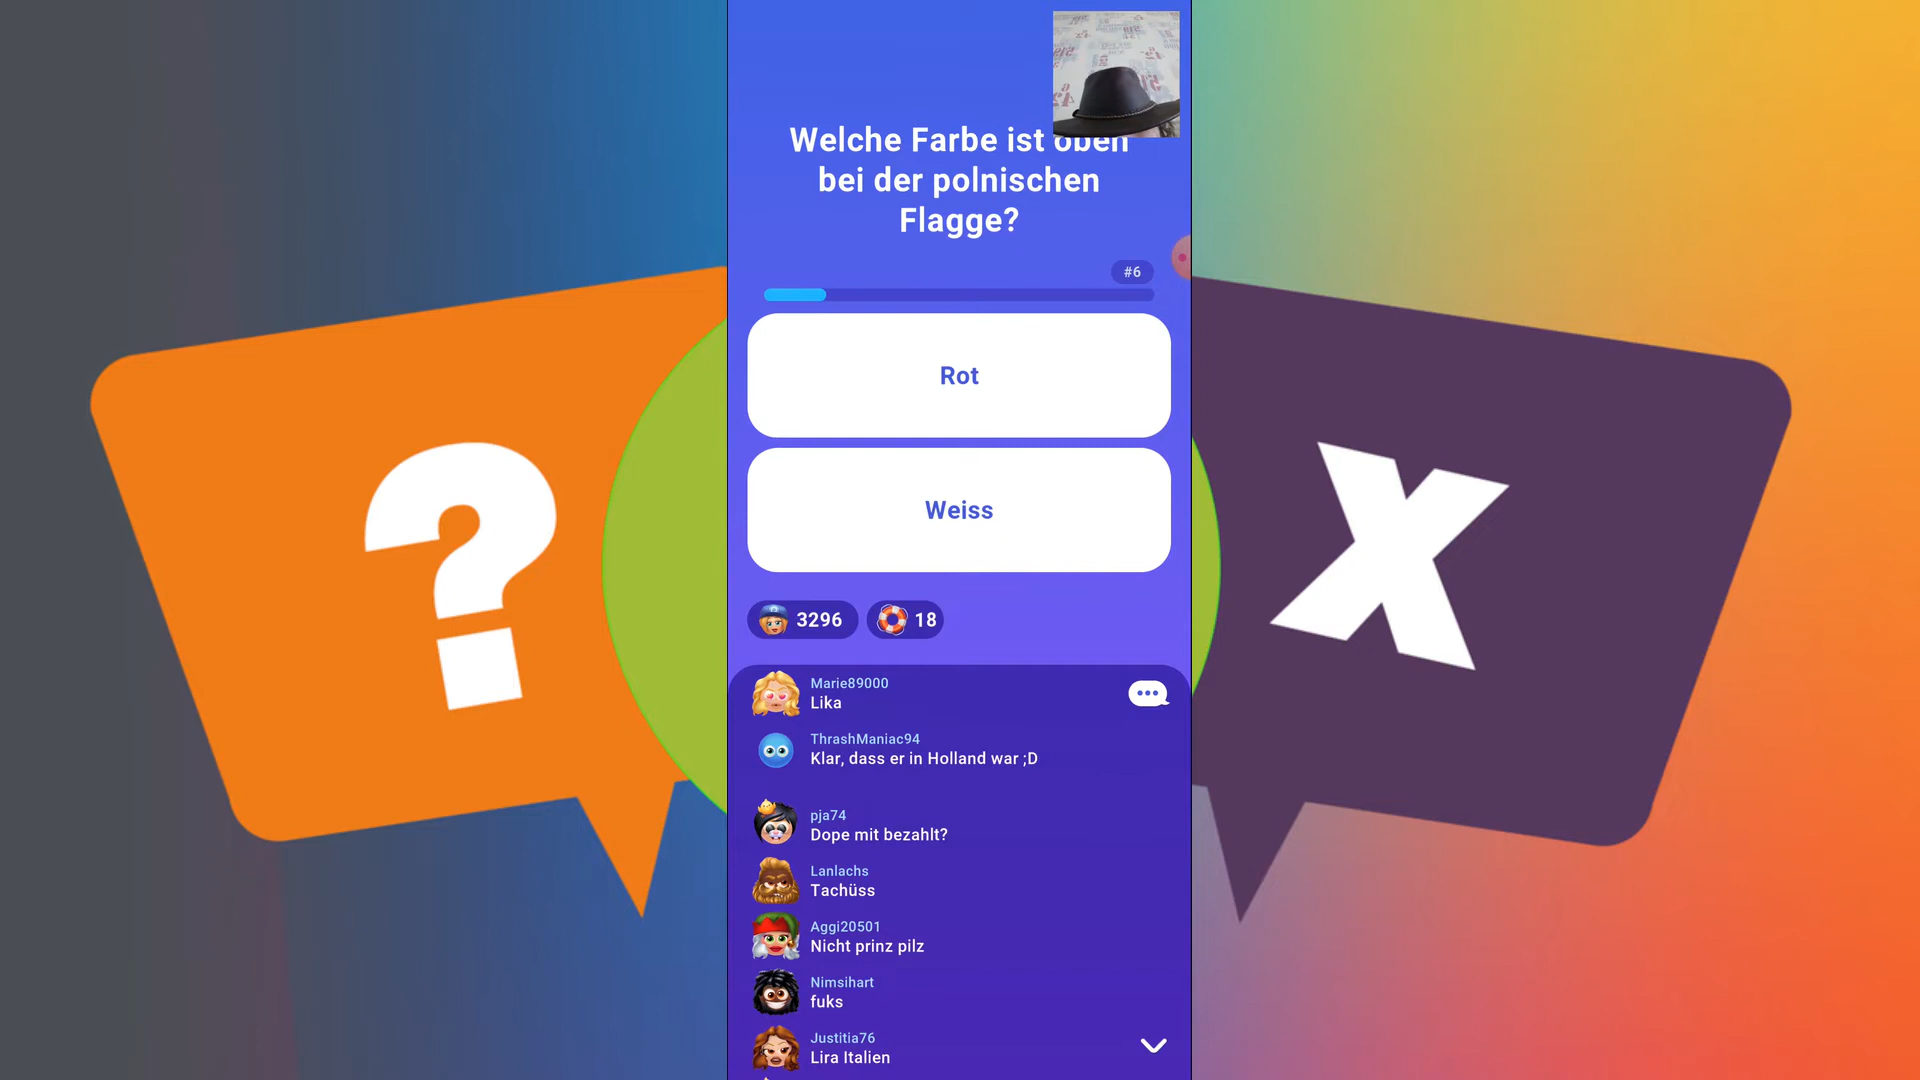 Welche Farbe ist oben
bei der polnischen
Flagge?
#6
Rot
Weiss
3296
18
Marie89000
Lika
ThrashManiac94
Klar, dass er in Holland war ;D
pja74
Dope mit bezahlt?
Lanlachs
Tachüss
Aggi20501
Nicht prinz pilz
Nimsihart
fuks
Justitia76
Lira Italien
?
X